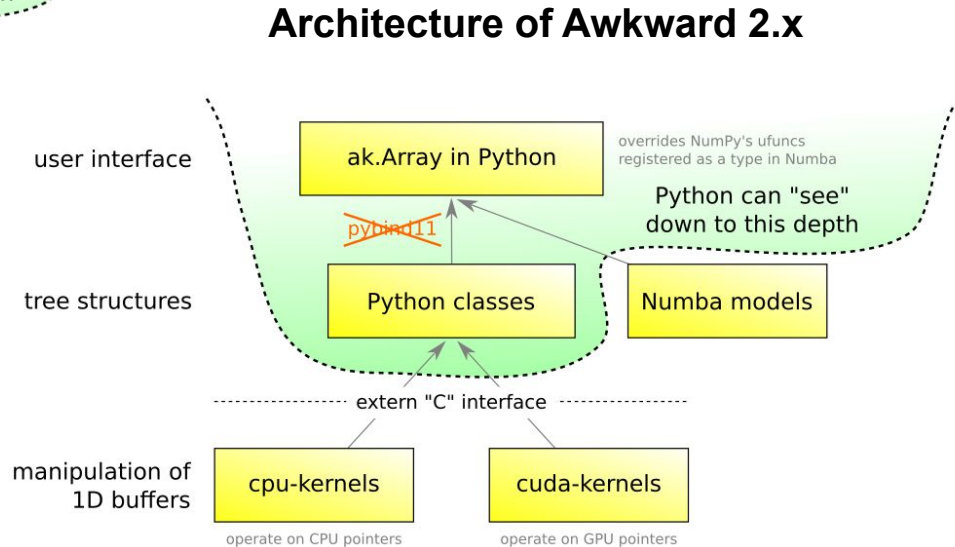 Architecture of Awkward 2.x
user interface
ak.Array in Python
overrides NumPy's ufuncs
registered as a type in Numba
Python can "see"
down to this depth
pybind11
tree structures
Python classes
Numba models
extern "C" interface
manipulation of
1D buffers
cpu-kernels
cuda-kernels
operate on CPU pointers
operate on GPU pointers